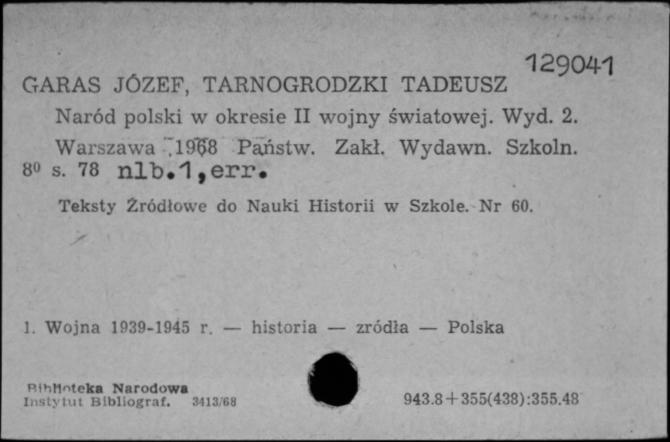 129041
GARAS JÓZEF, TARNOGRODZKI TADEUSZ
Naród polski w okresie II wojny światowej. Wyd. 2.
Warszawa 1968 Państw. Zakł. Wydawn. Szkoln.
8⁰ s. 78 nlb.1,err.
Teksty Źródłowe do Nauki Historii w Szkole. Nr 60.
1. Wojna 1939-1945 r. — historia — zródła — Polska
Biblioteka Narodowa
Instytut Bibliograf. 3413/68
943.8+355(438):355.48